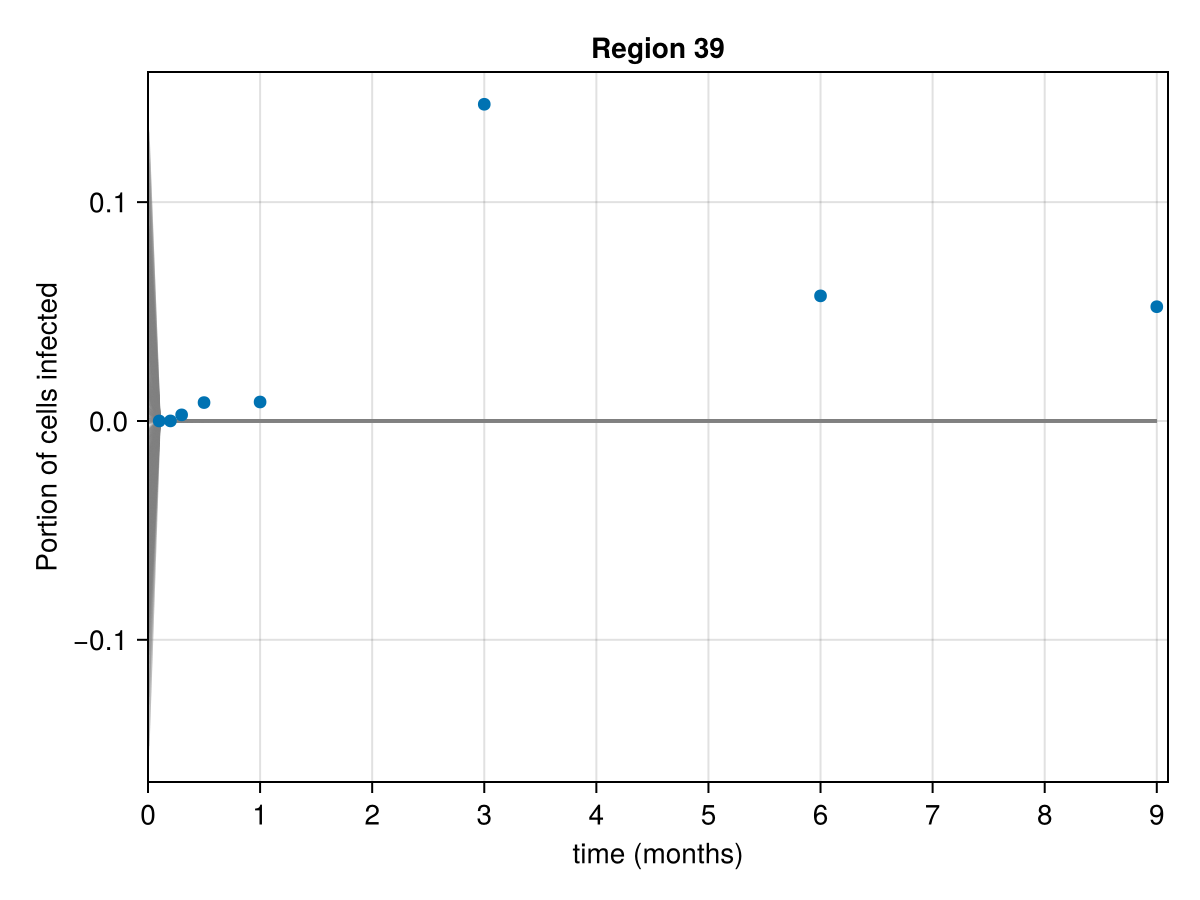 Region 39
Portion of cells infected
0.1
0.0
−0.1
0 1 2 3 4 5 6 7 8 9
time (months)